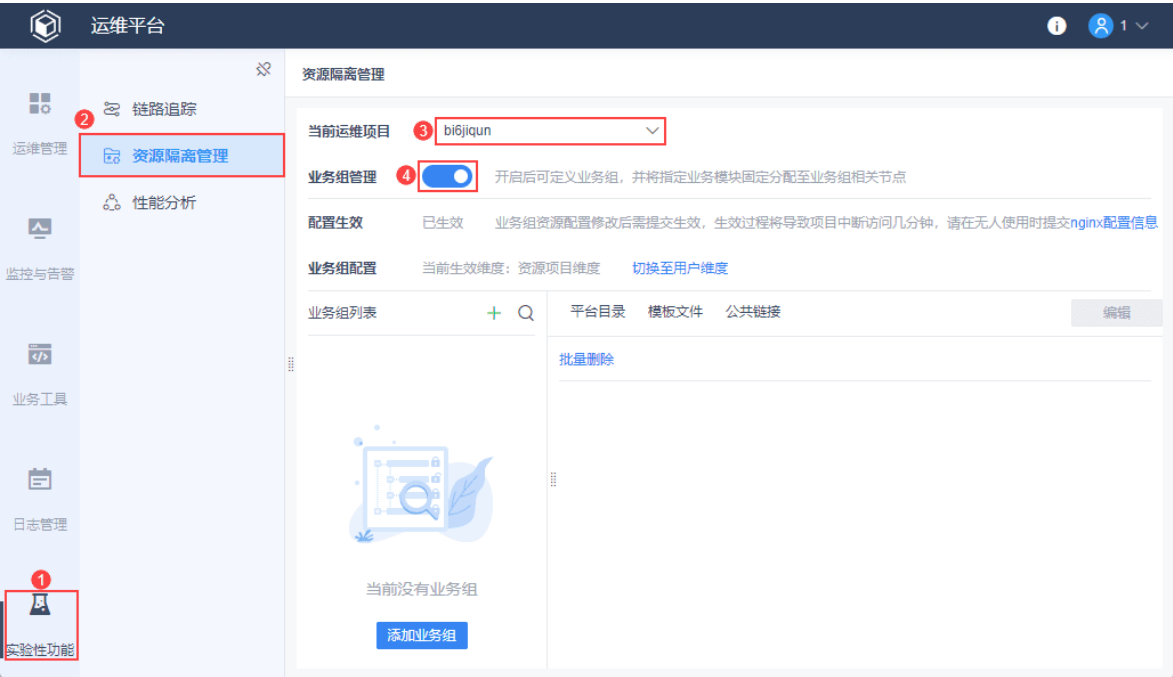 运维平台
1
运维管理
监控与告警
业务工具
日志管理
1
实验性功能
链路追踪
2
资源隔离管理
性能分析
资源隔离管理
当前运维项目 3 bi6jiqun
业务组管理 4 开启后可定义业务组，并将指定业务模块固定分配至业务组相关节点
配置生效 已生效 业务组资源配置修改后需提交生效，生效过程将导致项目中断访问几分钟，请在无人使用时提交nginx配置信息
业务组配置 当前生效维度：资源项目维度 切换至用户维度
业务组列表
平台目录 模板文件 公共链接 编辑
批量删除
当前没有业务组
添加业务组